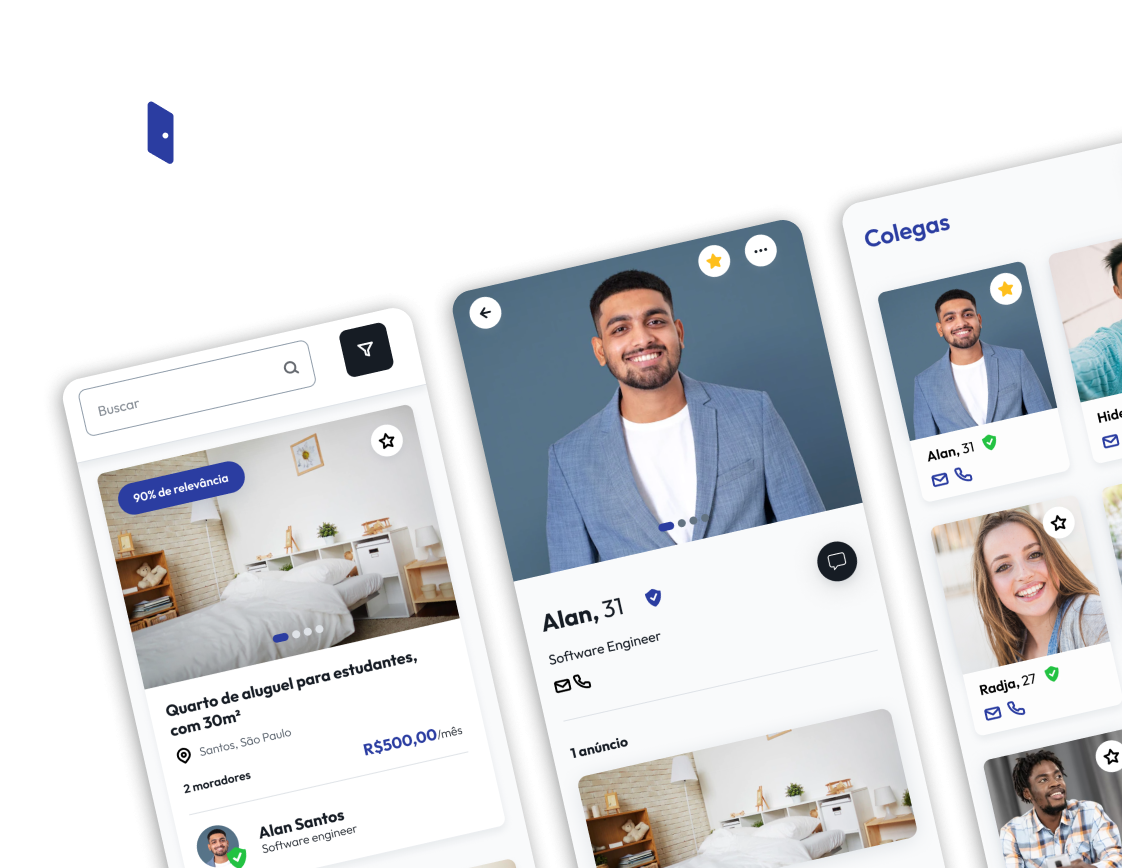 Buscar
90% de relevância
Quarto de aluguel para estudantes,
com 30m²
Santos, São Paulo
R$500,00/mês
2 moradores
Alan Santos
Software engineer
Alan, 31
Software Engineer
1 anúncio
Colegas
Alan, 31
Radja, 27